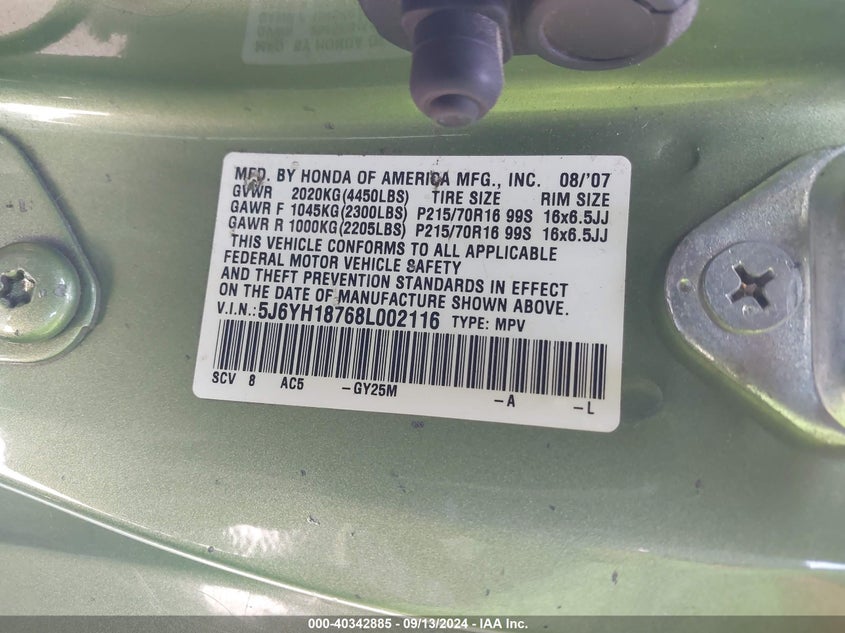 MFD. BY HONDA OF AMERICA MFG., INC. 08/'07
GVWR 2020KG(4450LBS) TIRE SIZE RIM SIZE
GAWR F 1045KG(2300LBS) P215/70R16 99S 16x6.5JJ
GAWR R 1000KG(2205LBS) P215/70R16 99S 16x6.5JJ
THIS VEHICLE CONFORMS TO ALL APPLICABLE
FEDERAL MOTOR VEHICLE SAFETY
AND THEFT PREVENTION STANDARDS IN EFFECT
ON THE DATE OF MANUFACTURE SHOWN ABOVE.
V.I.N.:5J6YH18768L002116 TYPE: MPV
SCV 8 AC5 -GY25M -A -L
000-40342885 - 09/13/2024 - IAA Inc.